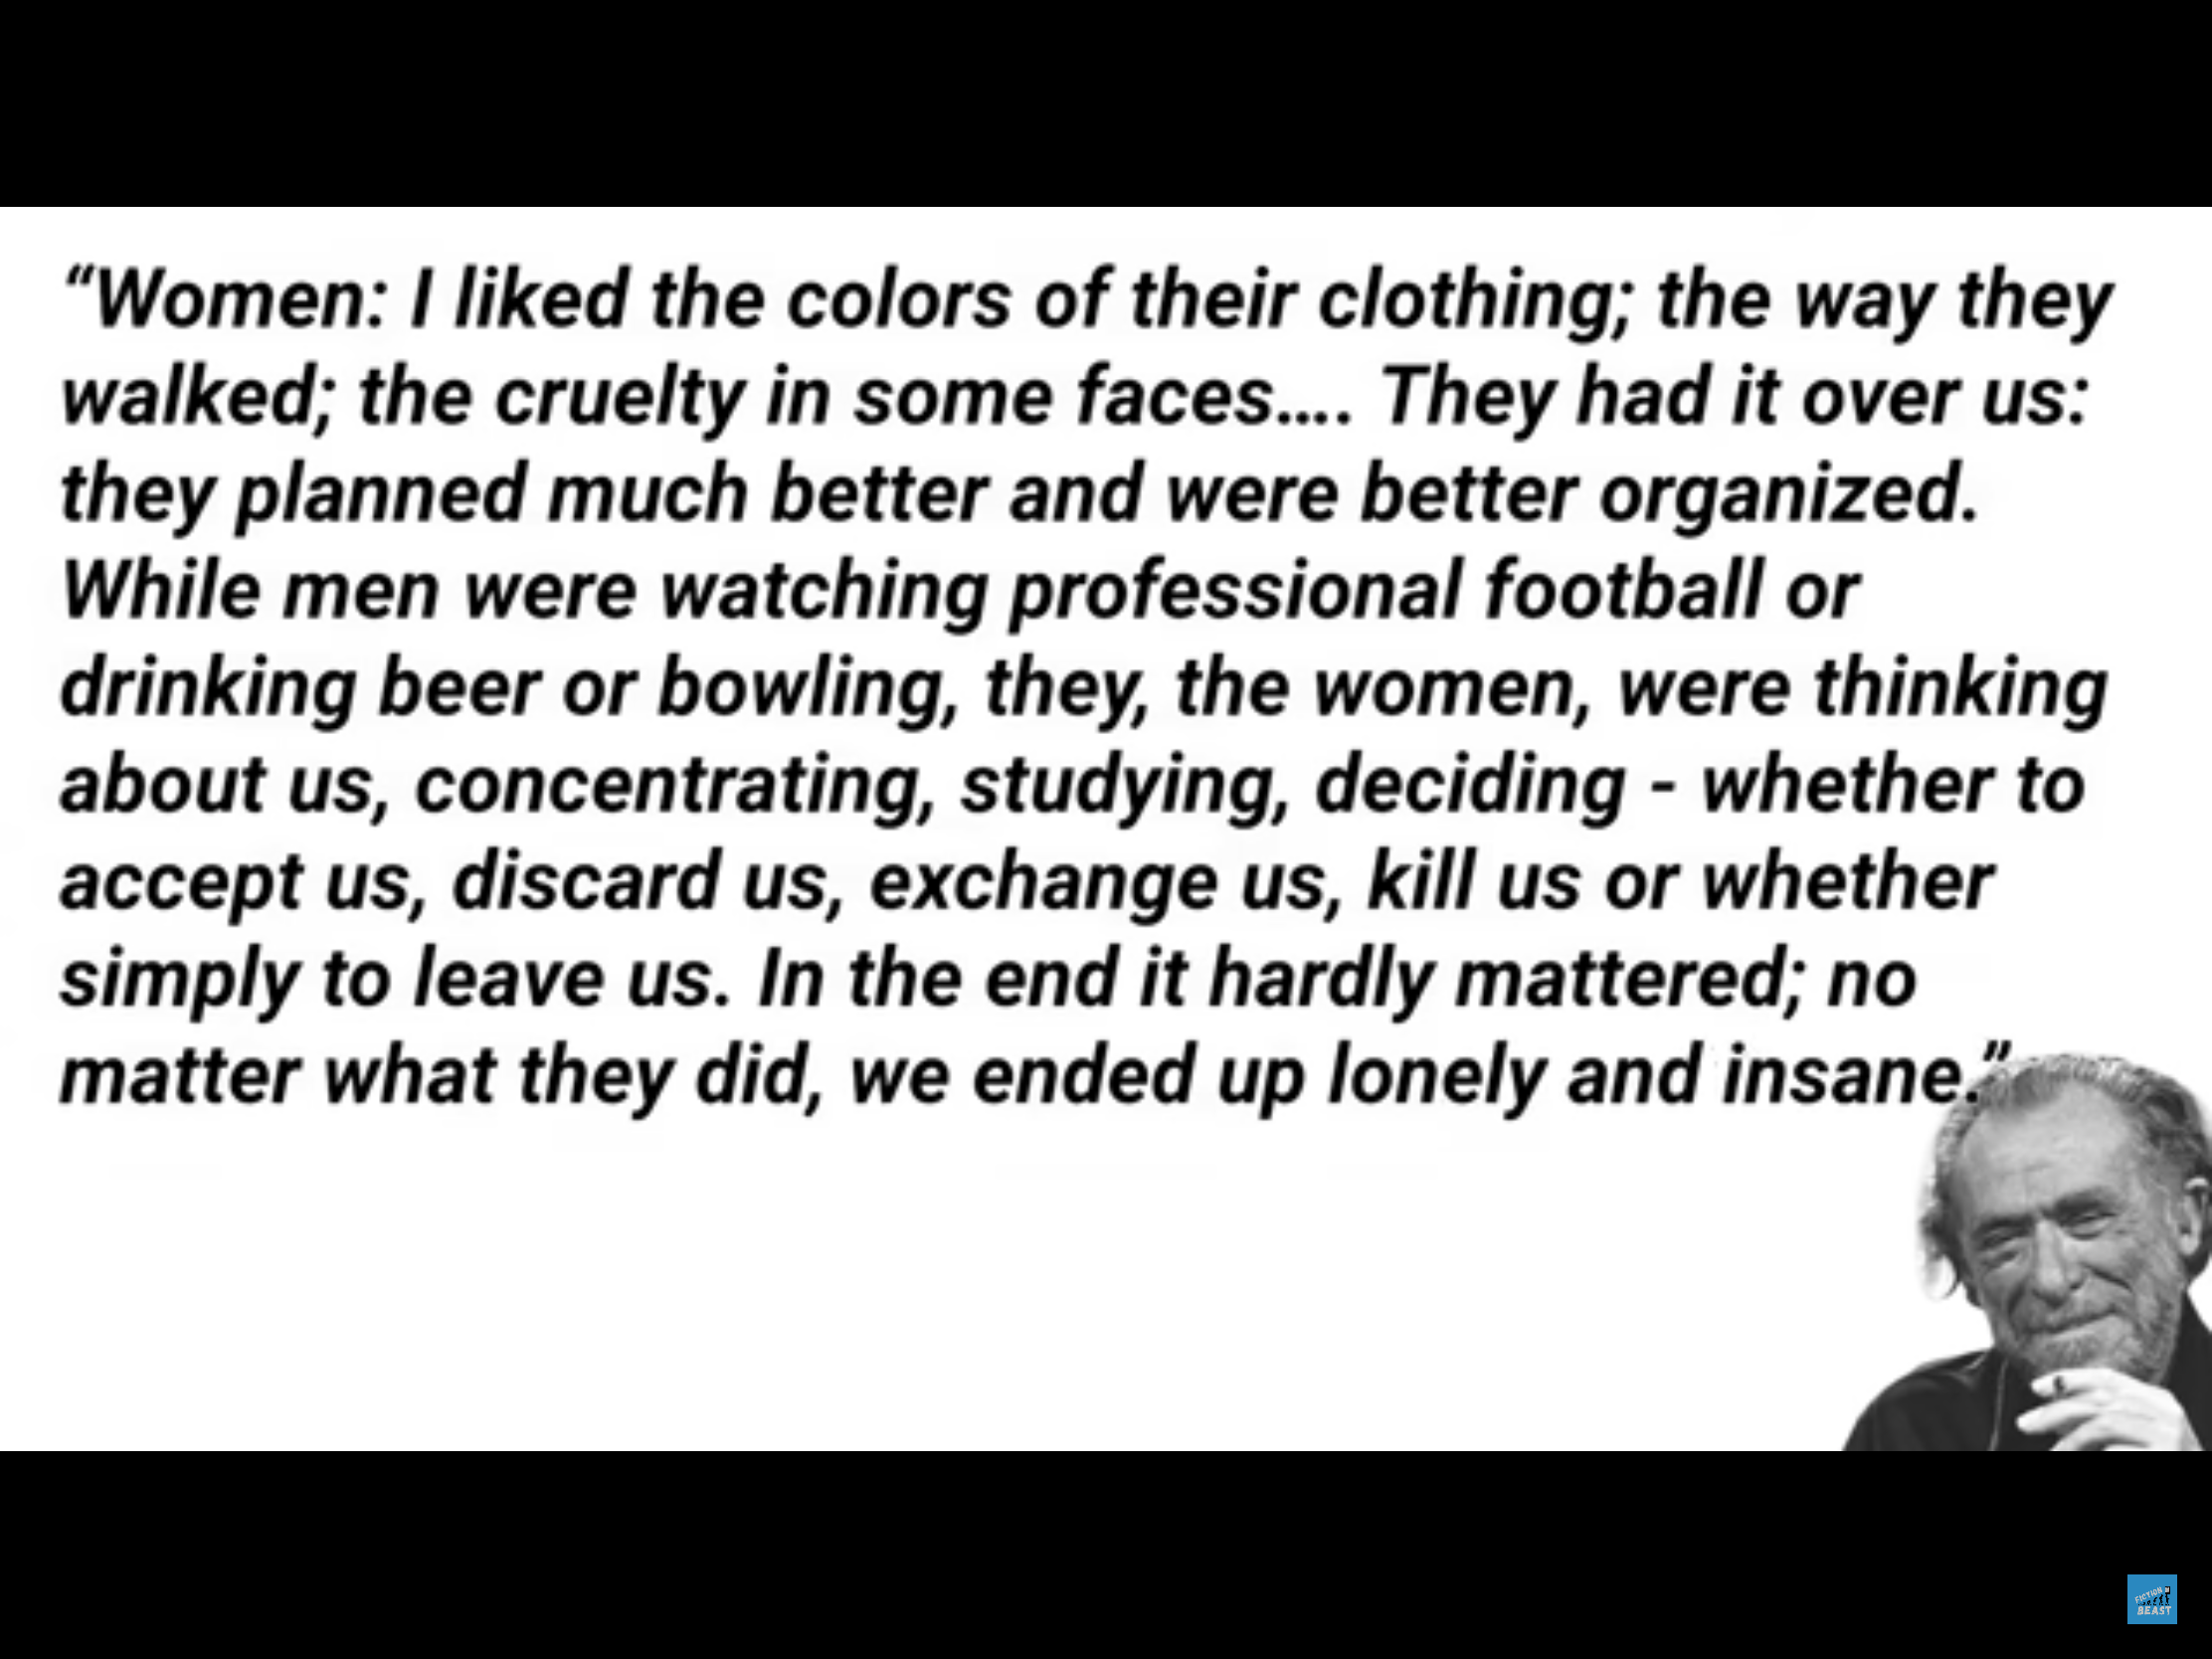 “Women: I liked the colors of their clothing; the way they
walked; the cruelty in some faces.... They had it over us:
they planned much better and were better organized.
While men were watching professional football or
drinking beer or bowling, they, the women, were thinking
about us, concentrating, studying, deciding - whether to
accept us, discard us, exchange us, kill us or whether
simply to leave us. In the end it hardly mattered; no
matter what they did, we ended up lonely and insane.”
FICTION
BEAST